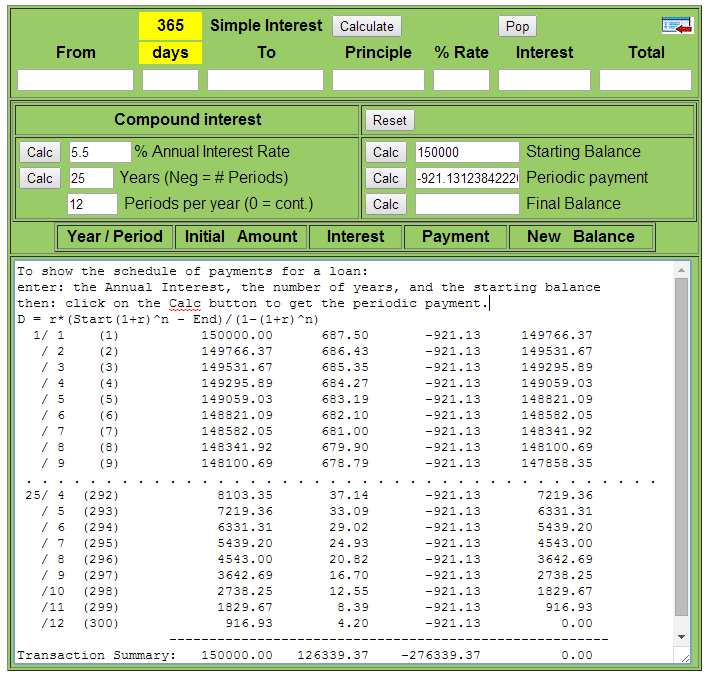 365 Simple Interest Calculate Pop
From days To Principle % Rate Interest Total
Compound interest Reset
Calc 5.5 % Annual Interest Rate Calc 150000 Starting Balance
Calc 25 Years (Neg = # Periods) Calc -921.13123842220 Periodic payment
12 Periods per year (0 = cont.) Calc Final Balance
Year / Period Initial Amount Interest Payment New Balance
To show the schedule of payments for a loan:
enter: the Annual Interest, the number of years, and the starting balance
then: click on the Calc button to get the periodic payment.
D = r*(Start(1+r)^n - End)/(1-(1+r)^n)
1/ 1 (1) 150000.00 687.50 -921.13 149766.37
/ 2 (2) 149766.37 686.43 -921.13 149531.67
/ 3 (3) 149531.67 685.35 -921.13 149295.89
/ 4 (4) 149295.89 684.27 -921.13 149059.03
/ 5 (5) 149059.03 683.19 -921.13 148821.09
/ 6 (6) 148821.09 682.10 -921.13 148582.05
/ 7 (7) 148582.05 681.00 -921.13 148341.92
/ 8 (8) 148341.92 679.90 -921.13 148100.69
/ 9 (9) 148100.69 678.79 -921.13 147858.35
. . . . . . . . . . . . . . . . . . . . . . . . . . . . . . . . . . . . . . . .
25/ 4 (292) 8103.35 37.14 -921.13 7219.36
/ 5 (293) 7219.36 33.09 -921.13 6331.31
/ 6 (294) 6331.31 29.02 -921.13 5439.20
/ 7 (295) 5439.20 24.93 -921.13 4543.00
/ 8 (296) 4543.00 20.82 -921.13 3642.69
/ 9 (297) 3642.69 16.70 -921.13 2738.25
/10 (298) 2738.25 12.55 -921.13 1829.67
/11 (299) 1829.67 8.39 -921.13 916.93
/12 (300) 916.93 4.20 -921.13 0.00
----------------------------------------------------------
Transaction Summary: 150000.00 126339.37 -276339.37 0.00